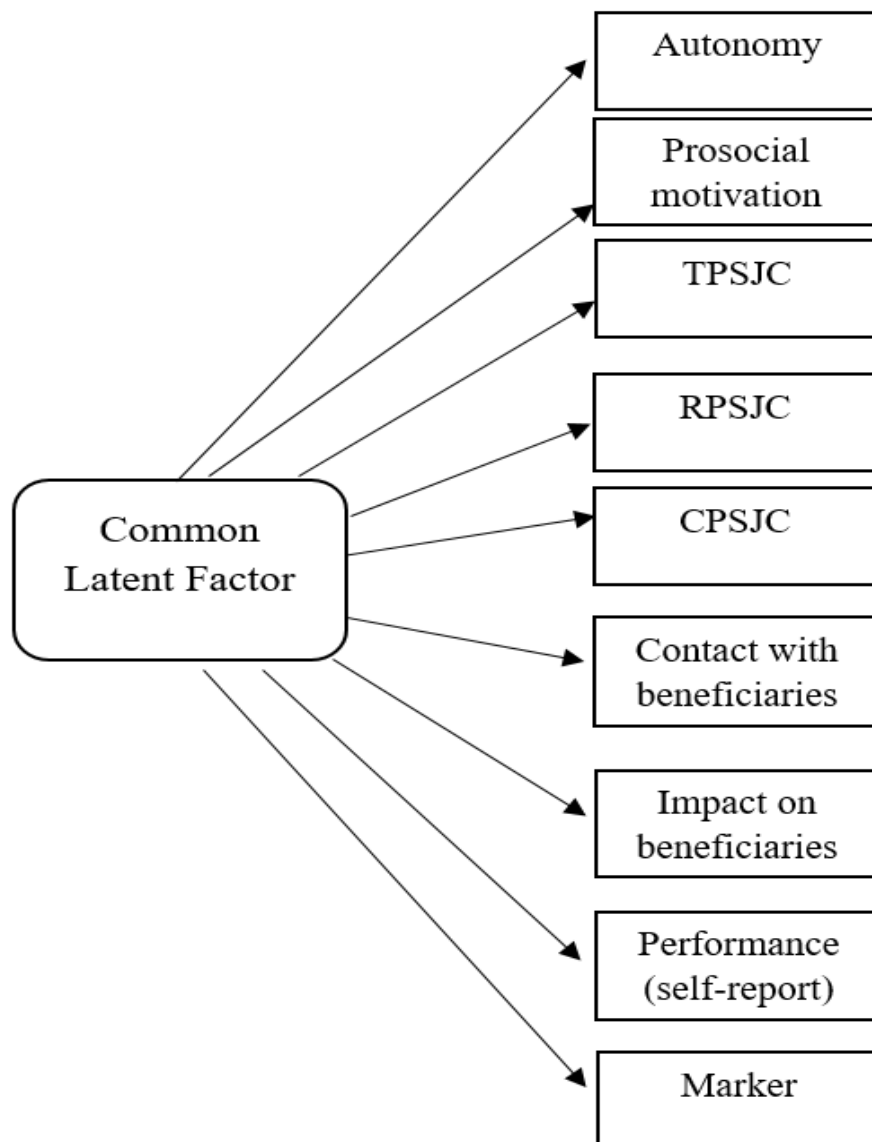 Autonomy
Prosocial
motivation
TPSJC
RPSJC
CPSJC
Common
Latent Factor
Contact with
beneficiaries
Impact on
beneficiaries
Performance
(self-report)
Marker